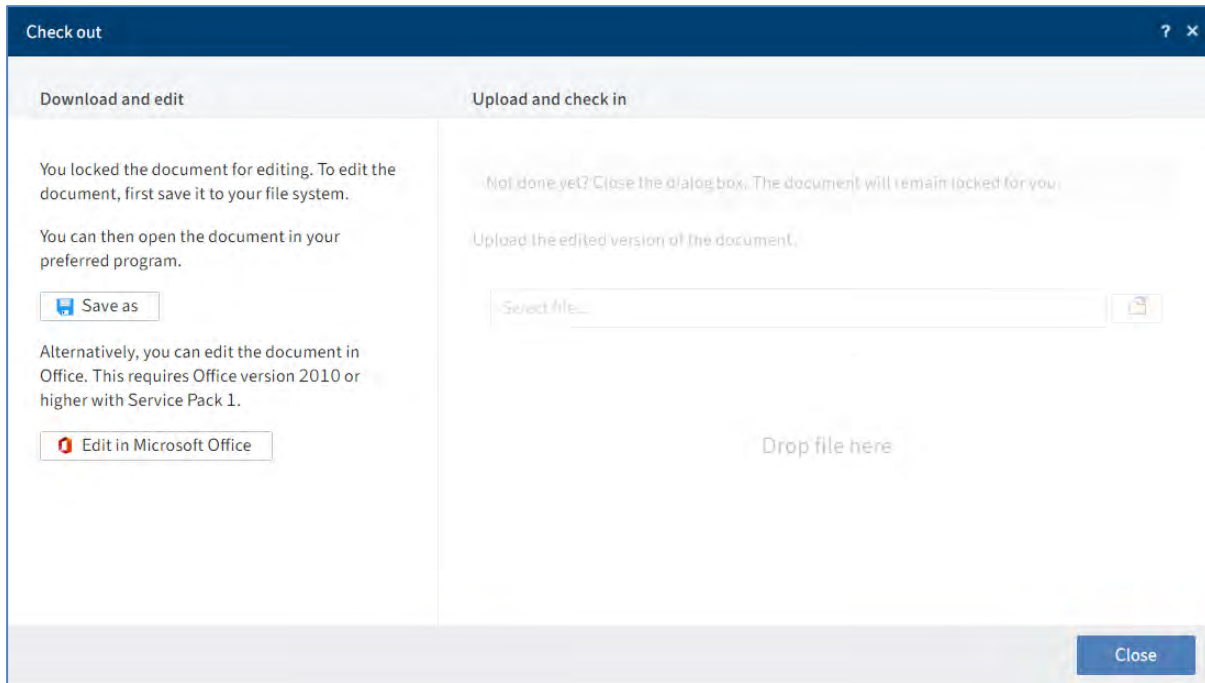 Check out
? ×
Download and edit
Upload and check in
You locked the document for editing. To edit the
document, first save it to your file system.
You can then open the document in your
preferred program.
Save as
Alternatively, you can edit the document in
Office. This requires Office version 2010 or
higher with Service Pack 1.
Edit in Microsoft Office
Not done yet? Close the dialog box. The document will remain locked for you.
Upload the edited version of the document.
Select file...
Drop file here
Close